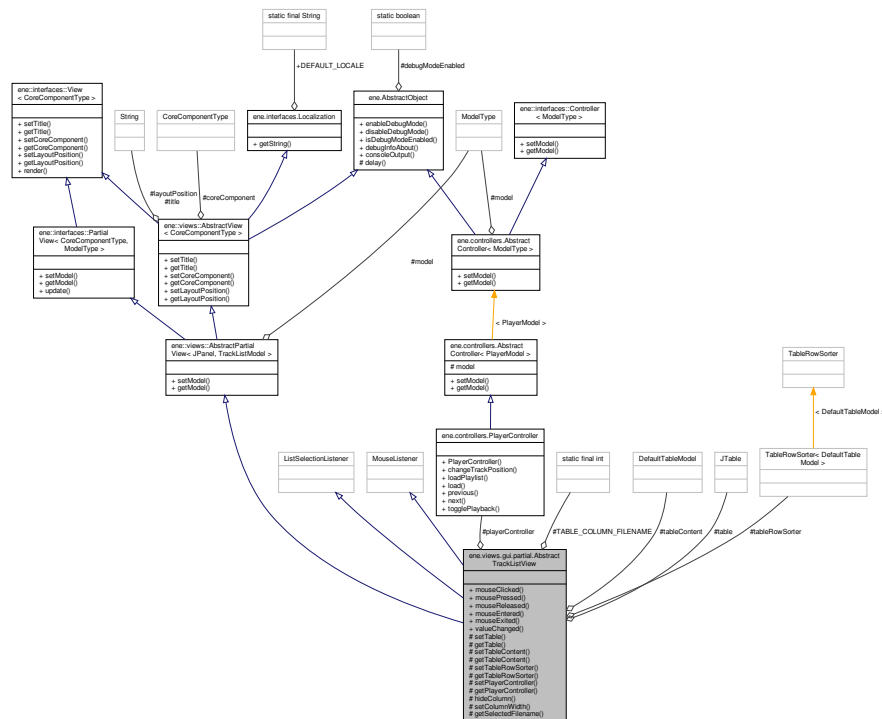 static final String
static boolean
+DEFAULT_LOCALE
#debugModeEnabled
ene::interfaces::View
< CoreComponentType >
+ setTitle()
+ getTitle()
+ setCoreComponent()
+ getCoreComponent()
+ setLayoutPosition()
+ getLayoutPosition()
+ render()
String
CoreComponentType
ene.interfaces.Localization
+ getString()
ene.AbstractObject
+ enableDebugMode()
+ disableDebugMode()
+ isDebugModeEnabled()
+ debugInfoAbout()
+ consoleOutput()
# delay()
ModelType
ene::interfaces::Controller
< ModelType >
+ setModel()
+ getModel()
#layoutPosition
#title
#coreComponent
#model
ene::interfaces::Partial
View< CoreComponentType,
ModelType >
+ setModel()
+ getModel()
+ update()
ene::views::AbstractView
< CoreComponentType >
+ setTitle()
+ getTitle()
+ setCoreComponent()
+ getCoreComponent()
+ setLayoutPosition()
+ getLayoutPosition()
#model
ene.controllers.Abstract
Controller< ModelType >
+ setModel()
+ getModel()
< PlayerModel >
ene::views::AbstractPartial
View< JPanel, TrackListModel >
+ setModel()
+ getModel()
ene.controllers.Abstract
Controller< PlayerModel >
# model
+ setModel()
+ getModel()
TableRowSorter
< DefaultTableModel >
ListSelectionListener
MouseListener
ene.controllers.PlayerController
+ PlayerController()
+ changeTrackPosition()
+ loadPlaylist()
+ load()
+ previous()
+ next()
+ togglePlayback()
static final int
DefaultTableModel
JTable
TableRowSorter< DefaultTable
Model >
#playerController
#TABLE_COLUMN_FILENAME
#tableContent
#table
#tableRowSorter
ene.views.gui.partial.Abstract
TrackListView
+ mouseClicked()
+ mousePressed()
+ mouseReleased()
+ mouseEntered()
+ mouseExited()
+ valueChanged()
# setTable()
# getTable()
# setTableContent()
# getTableContent()
# setTableRowSorter()
# getTableRowSorter()
# setPlayerController()
# getPlayerController()
# hideColumn()
# setColumnWidth()
# getSelectedFilename()